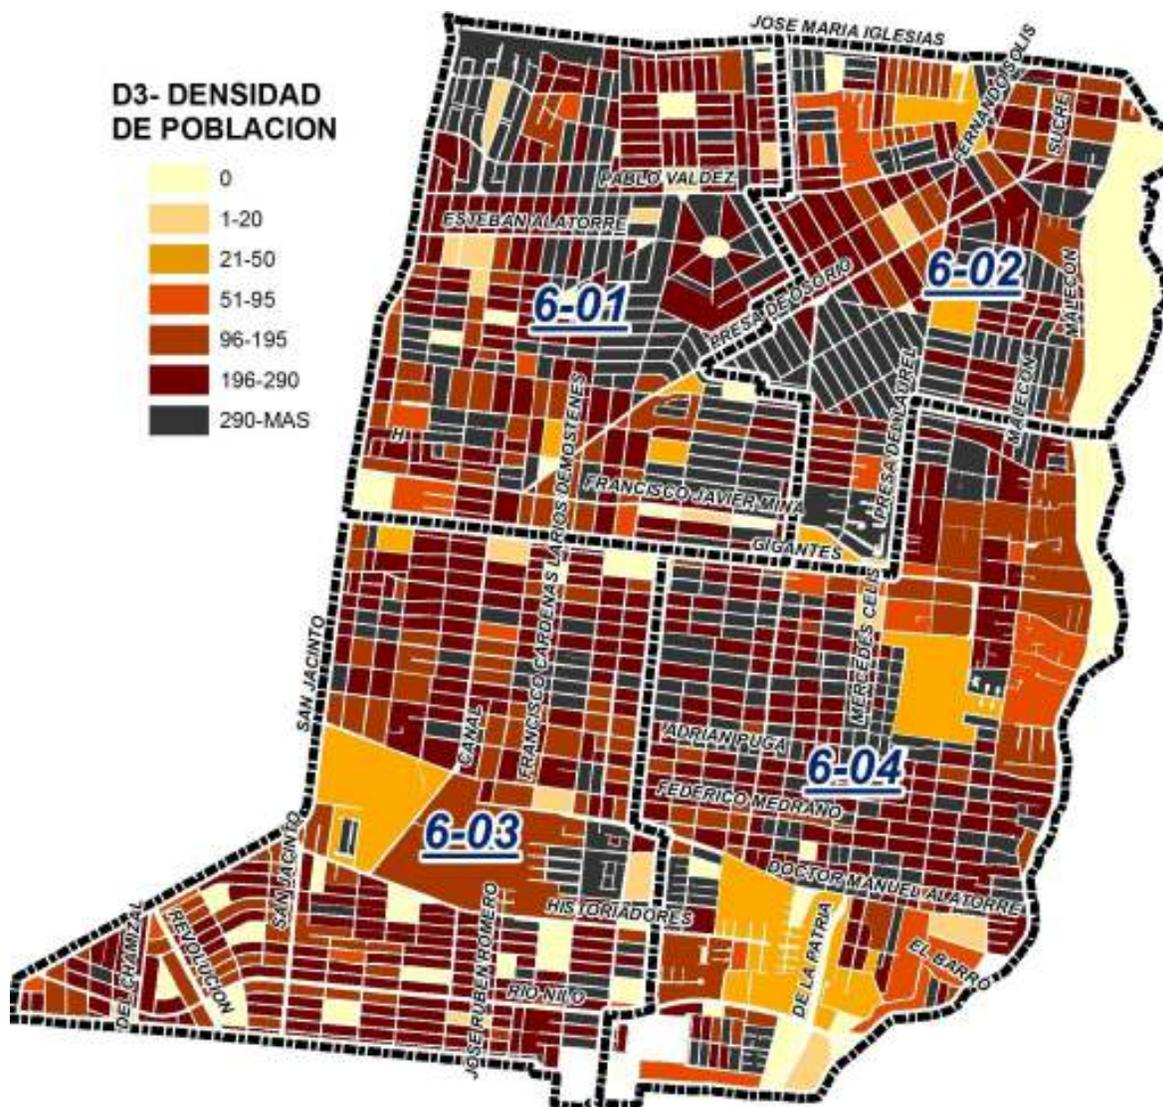 D3- DENSIDAD
DE POBLACION
0
1-20
21-50
51-95
96-195
196-290
290-MAS
JOSE MARIA IGLESIAS
FERNANDO SOLIS
SUCRE
PABLO VALDEZ
ESTEBAN ALATORRE
6-01
6-02
PRESA DE OSORIO
MALECON
MALECON
PRESA DEL LAUREL
H
FRANCISCO JAVIER MINA
GIGANTES
FRANCISCO CARDENAS LARIOS DEMOSTENES
MERCEDES CELIS
SAN JACINTO
CANAL
ADRIAN PUGA
6-04
FEDERICO MEDRANO
6-03
SAN JACINTO
DOCTOR MANUEL ALATORRE
HISTORIADORES
JOSE RUBEN ROMERO
DE LA PATRIA
EL BARRO
DEL CHAMIZAL
REVOLUCION
RIO NILO